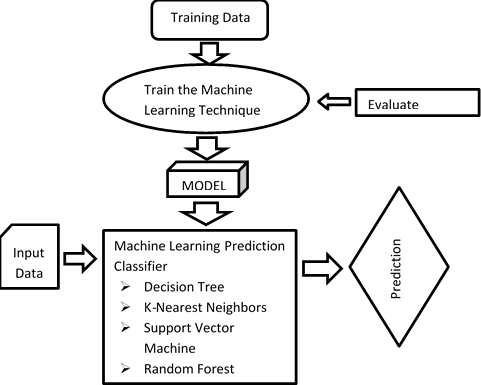 Training Data
Train the Machine
Learning Technique
Evaluate
MODEL
Input
Data
Machine Learning Prediction
Classifier
➢ Decision Tree
➢ K-Nearest Neighbors
➢ Support Vector
Machine
➢ Random Forest
Prediction